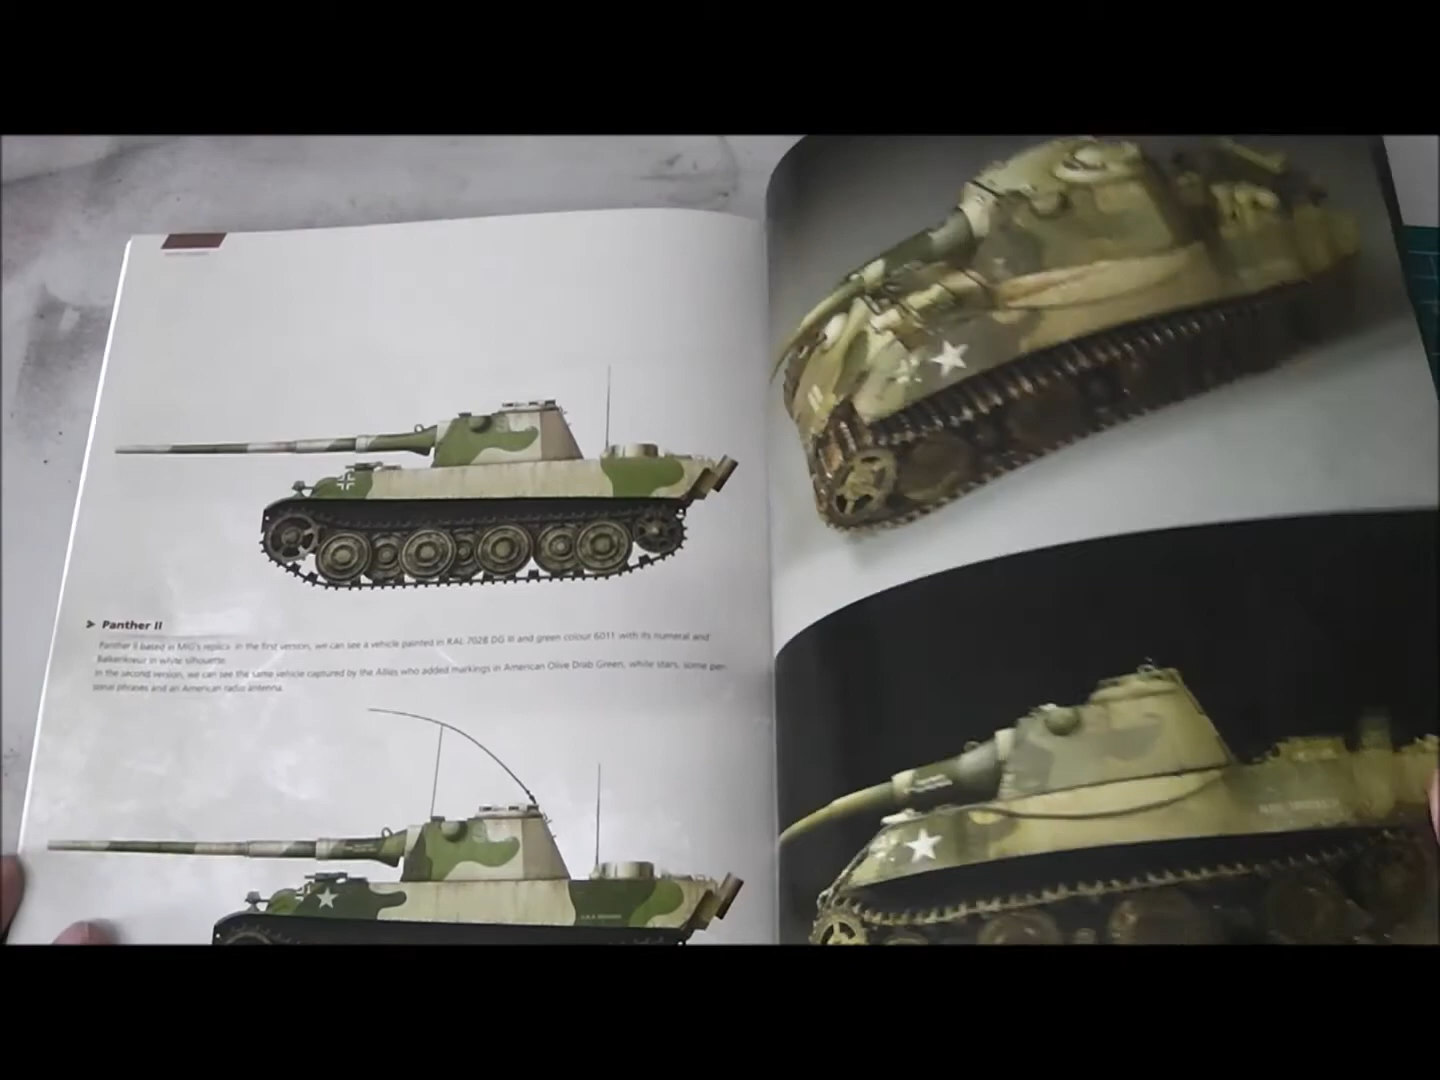 Panther II
Panther II based in MIG's replica. In the first version, we can see a vehicle painted in RAL 7028 DG III and green colour 6011 with its numeral and
Balkenkreuz in white silhouette.
In the second version, we can see the same vehicle captured by the Allies who added markings in American Olive Drab Green, white stars, some per-
sonal phrases and an American radio antenna.